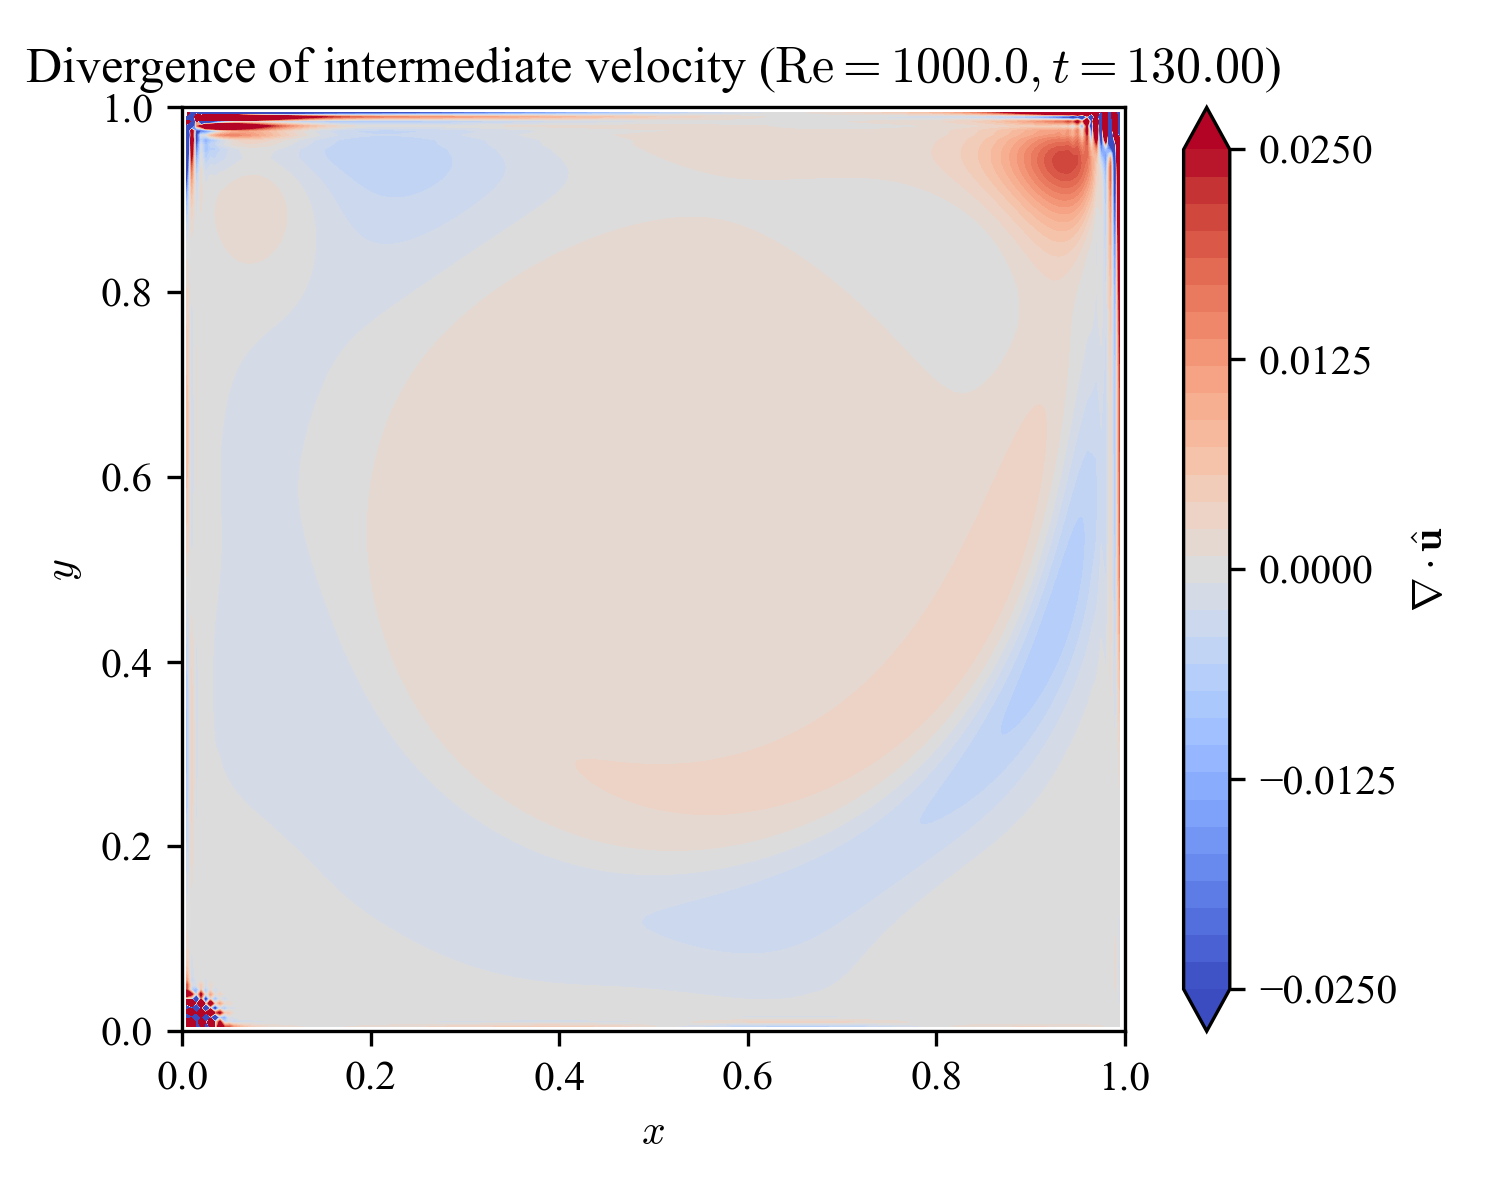 Divergence of intermediate velocity (Re = 1000.0, t = 130.00)
1.0
0.8
0.6
0.4
0.2
0.0
y
0.0 0.2 0.4 0.6 0.8 1.0
x
0.0250
0.0125
0.0000
−0.0125
−0.0250
∇ · û